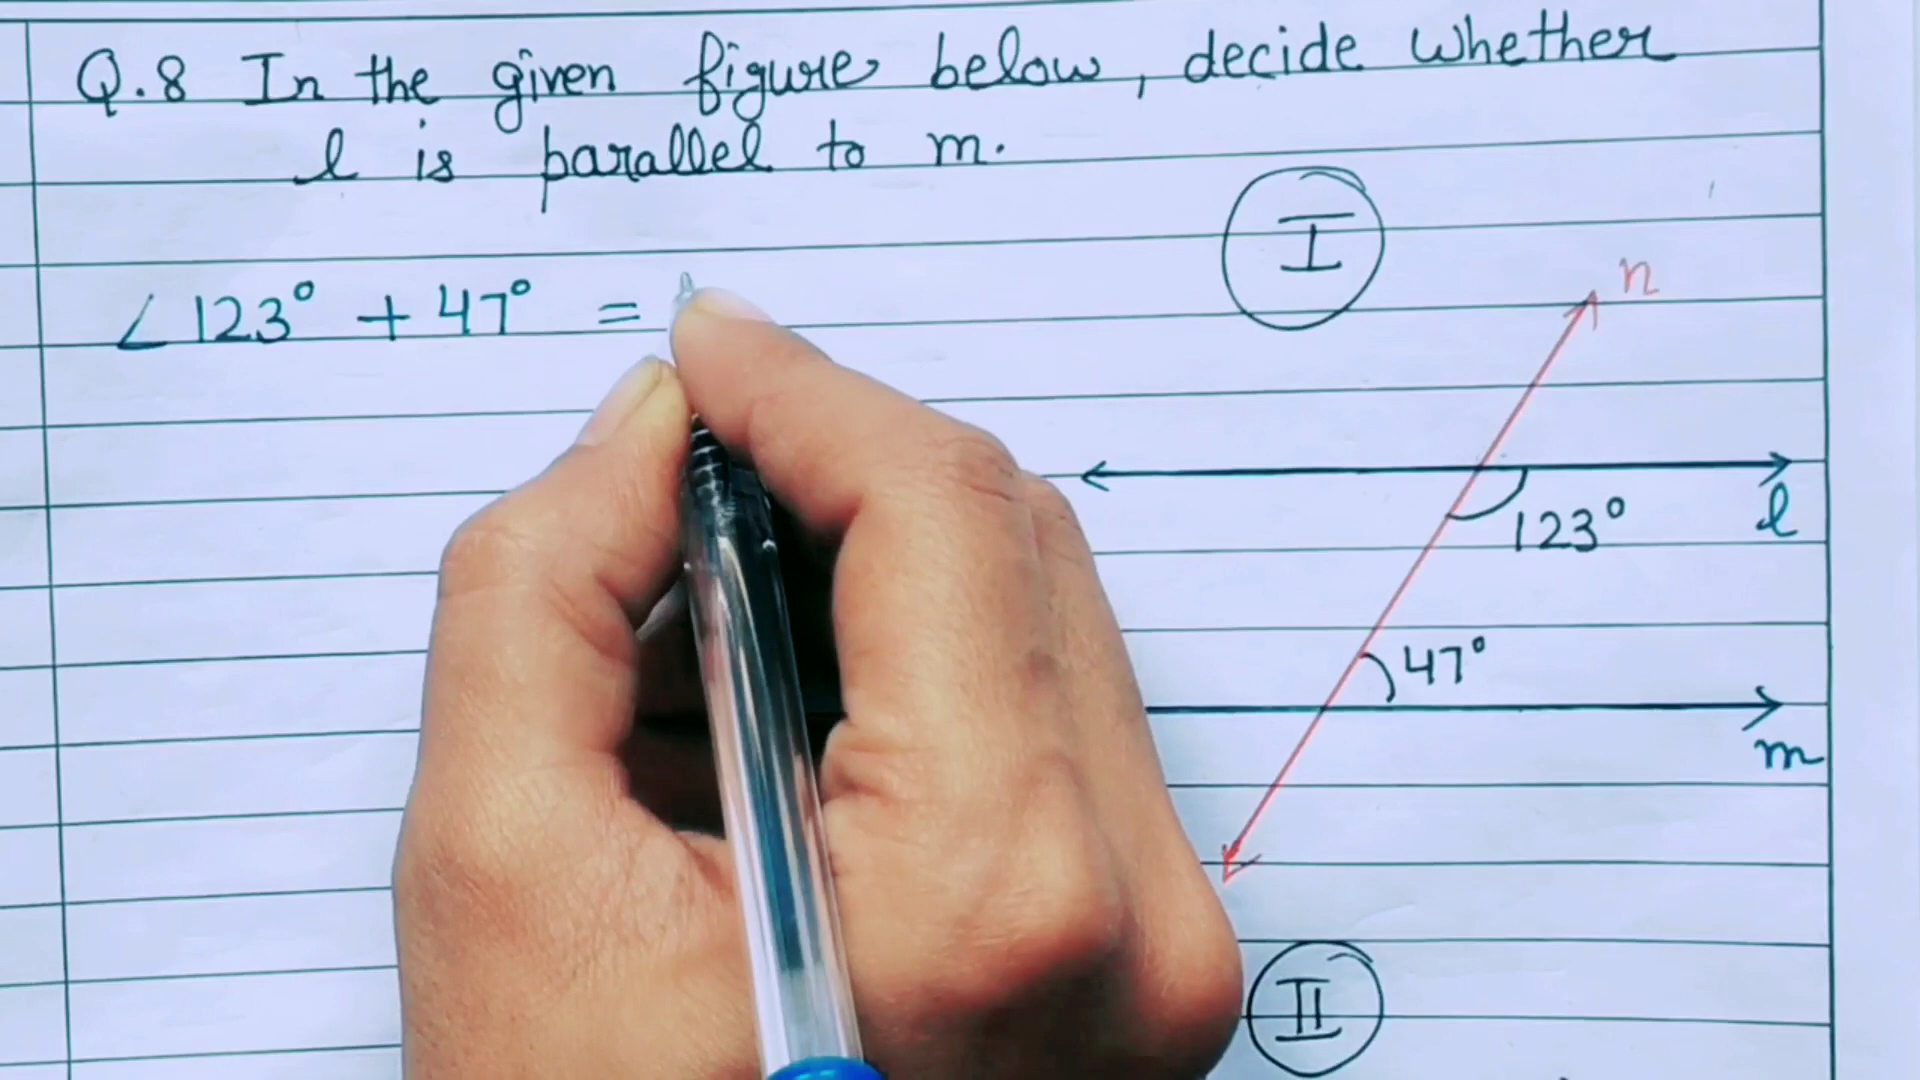 Q.8 In the given figure below, decide whether
l is parallel to m.
I
n
∠123° + 47° =
123°
l
47°
m
II